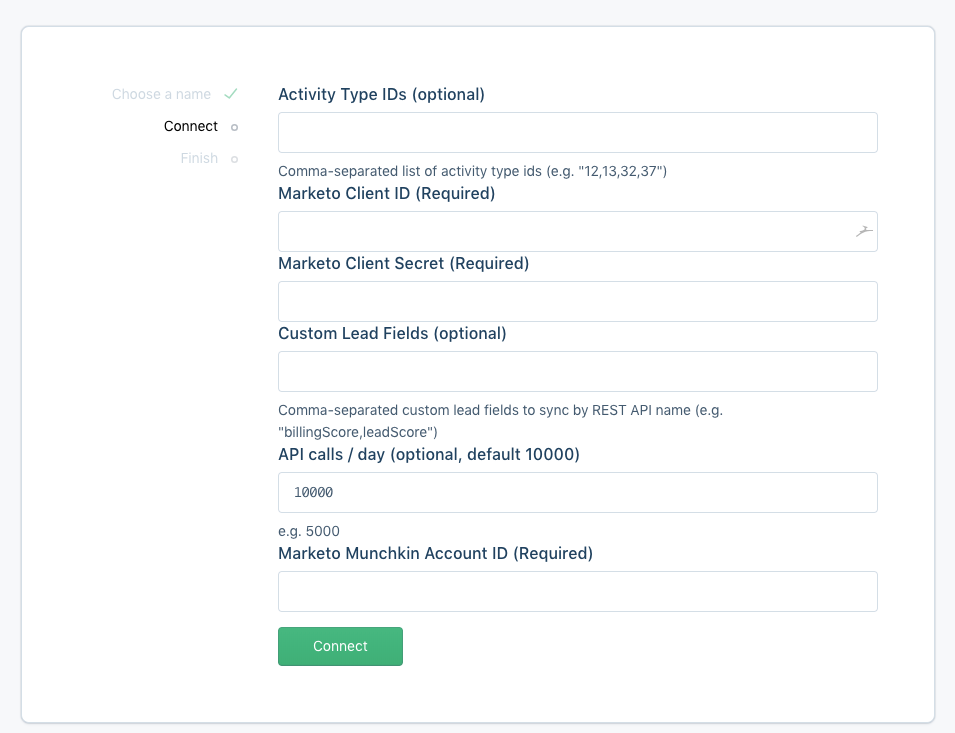 Choose a name
Connect
Finish
Activity Type IDs (optional)
Comma-separated list of activity type ids (e.g. "12,13,32,37")
Marketo Client ID (Required)
Marketo Client Secret (Required)
Custom Lead Fields (optional)
Comma-separated custom lead fields to sync by REST API name (e.g.
"billingScore,leadScore")
API calls / day (optional, default 10000)
10000
e.g. 5000
Marketo Munchkin Account ID (Required)
Connect